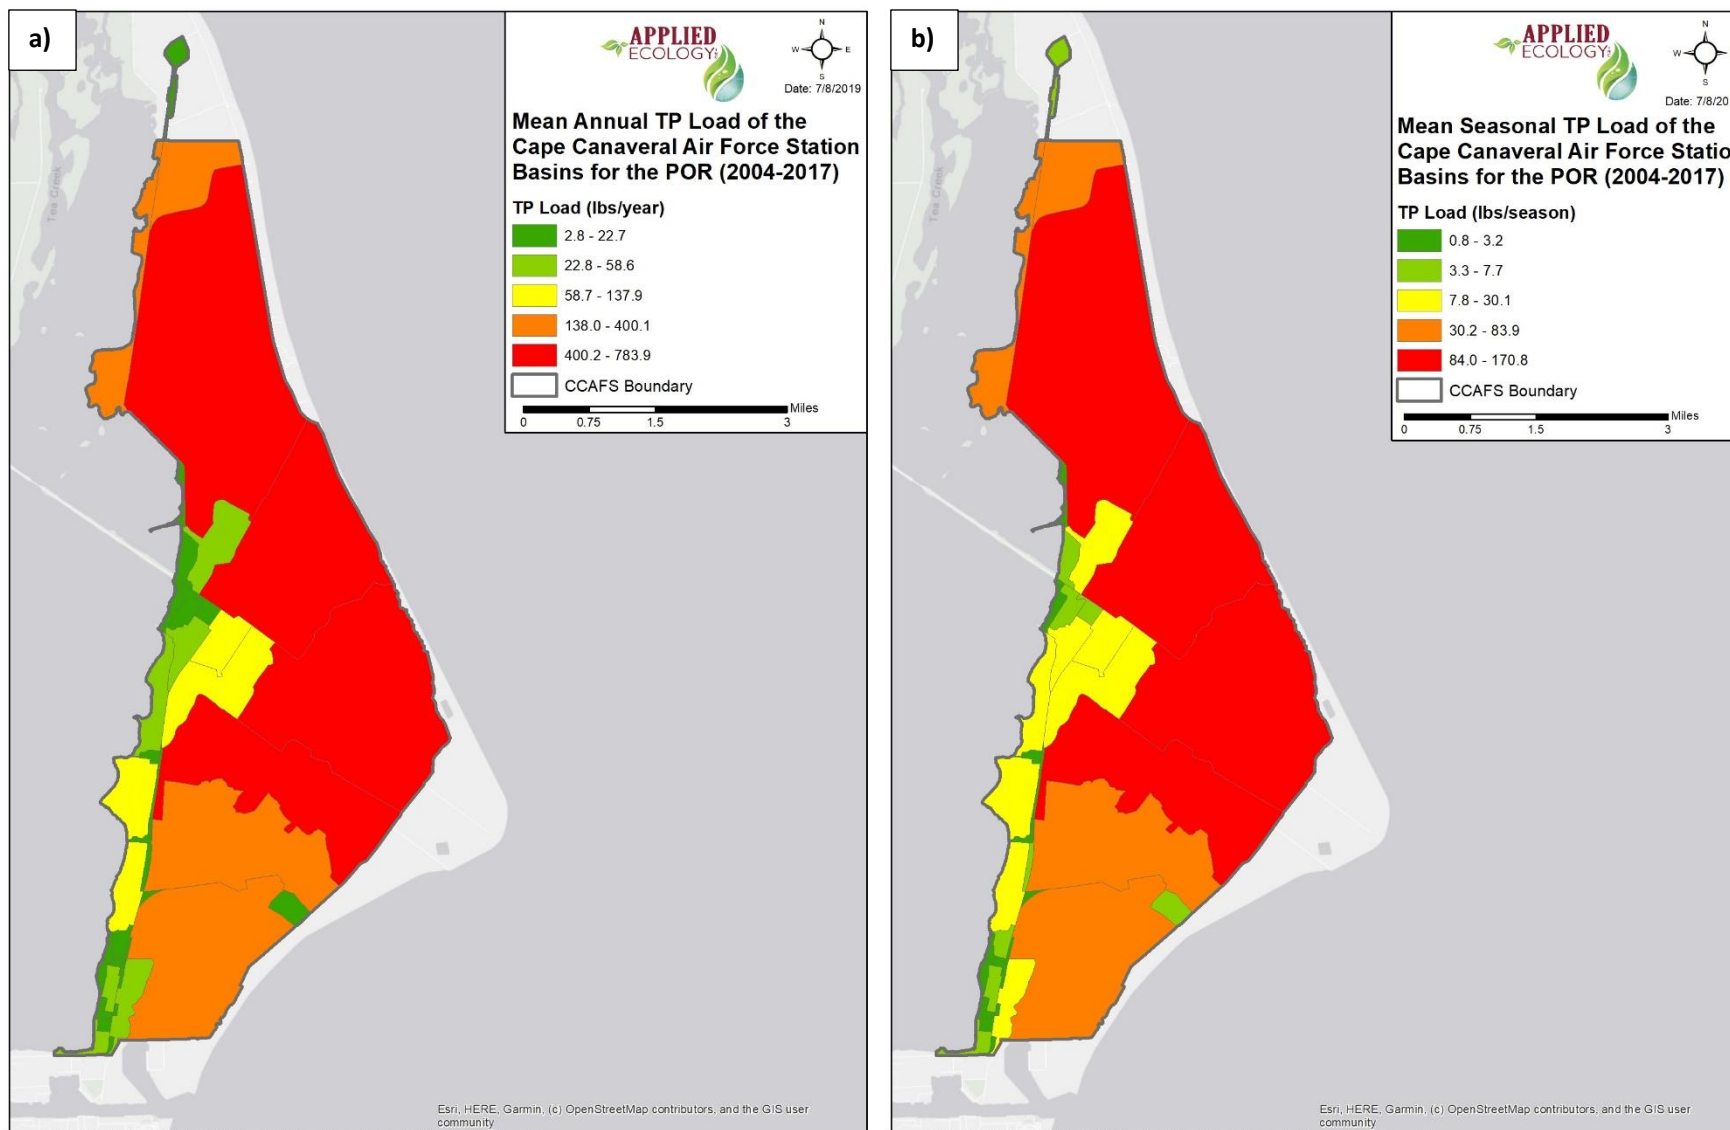 a)
APPLIED
ECOLOGY INC
N
W E
S
Date: 7/8/2019
Mean Annual TP Load of the
Cape Canaveral Air Force Station
Basins for the POR (2004-2017)
TP Load (lbs/year)
2.8 - 22.7
22.8 - 58.6
58.7 - 137.9
138.0 - 400.1
400.2 - 783.9
CCAFS Boundary
Miles
0 0.75 1.5 3
Tea Creek
Esri, HERE, Garmin, (c) OpenStreetMap contributors, and the GIS user
community
b)
APPLIED
ECOLOGY
N
W
S
Date: 7/8/20
Mean Seasonal TP Load of the
Cape Canaveral Air Force Statio
Basins for the POR (2004-2017)
TP Load (lbs/season)
0.8 - 3.2
3.3 - 7.7
7.8 - 30.1
30.2 - 83.9
84.0 - 170.8
CCAFS Boundary
Miles
0 0.75 1.5 3
Tea Creek
Esri, HERE, Garmin, (c) OpenStreetMap contributors, and the GIS user
community